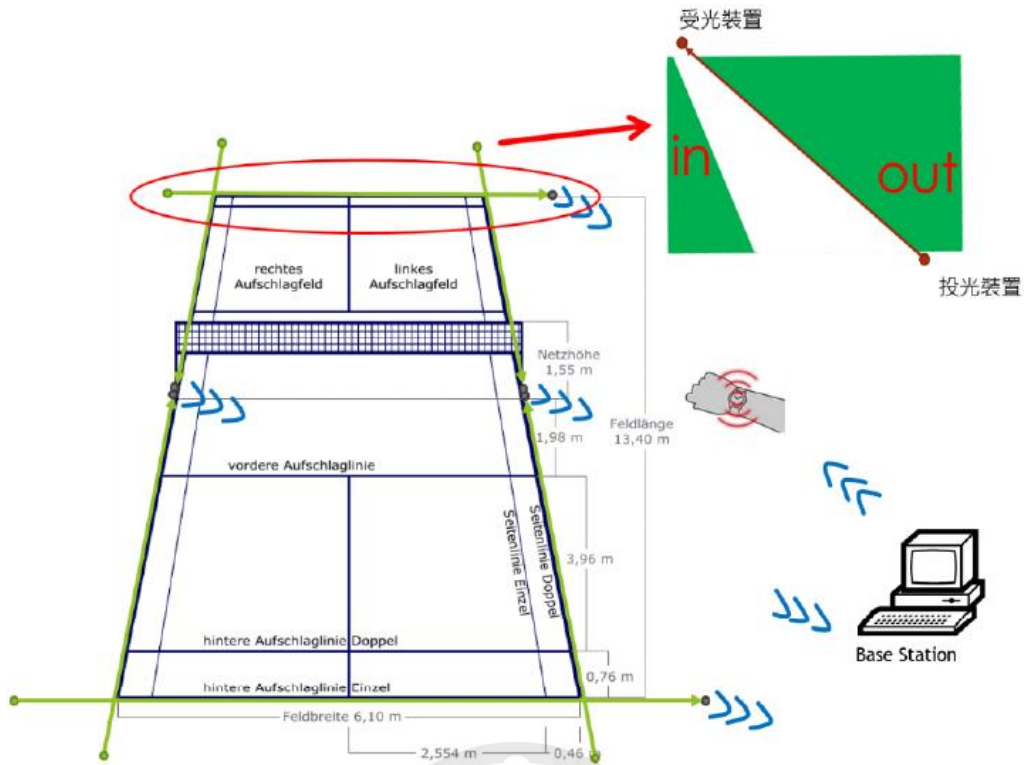 受光裝置
in
out
投光裝置
rechtes
Aufschlagfeld
linkes
Aufschlagfeld
Netzhöhe
1,55 m
Feldlänge
13,40 m
1,98 m
vordere Aufschlaglinie
Seitenlinie Einzel
Seitenlinie Doppel
3,96 m
hintere Aufschlaglinie Doppel
0,76 m
hintere Aufschlaglinie Einzel
Feldbreite 6,10 m
2,554 m
0,46 m
Base Station